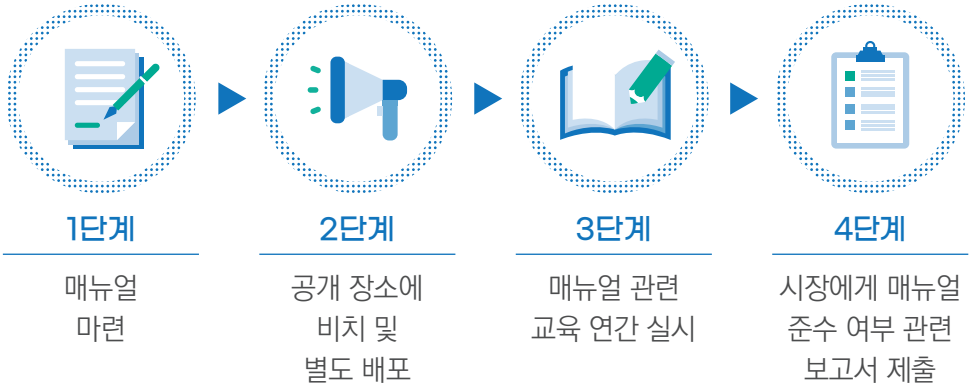 1단계
매뉴얼
마련
2단계
공개 장소에
비치 및
별도 배포
3단계
매뉴얼 관련
교육 연간 실시
4단계
시장에게 매뉴얼
준수 여부 관련
보고서 제출